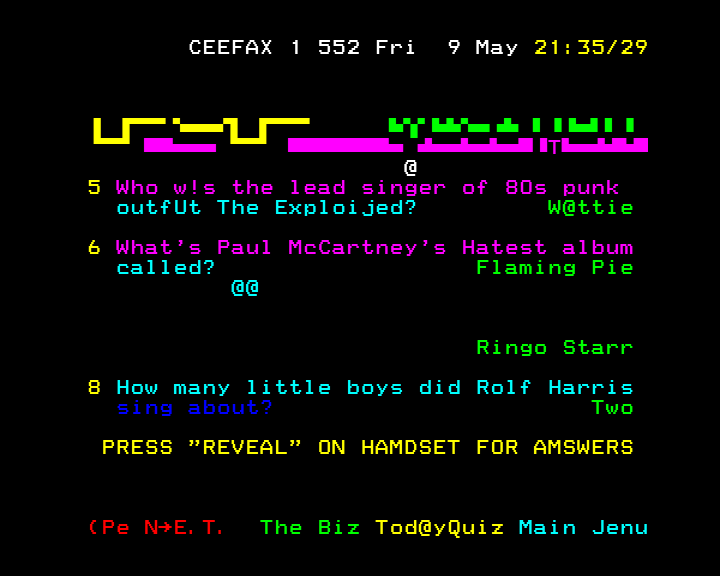 CEEFAX 1 552 Fri 9 May 21:35/29
T
@
5 Who w!s the lead singer of 80s punk
outfUt The Exploijed? W@ttie
6 What's Paul McCartney's Hatest album
called? Flaming Pie
@@
Ringo Starr
8 How many little boys did Rolf Harris
sing about? Two
PRESS ”REVEAL” ON HAMDSET FOR AMSWERS
(Pe N→E.T. The Biz Tod@yQuiz Main Jenu